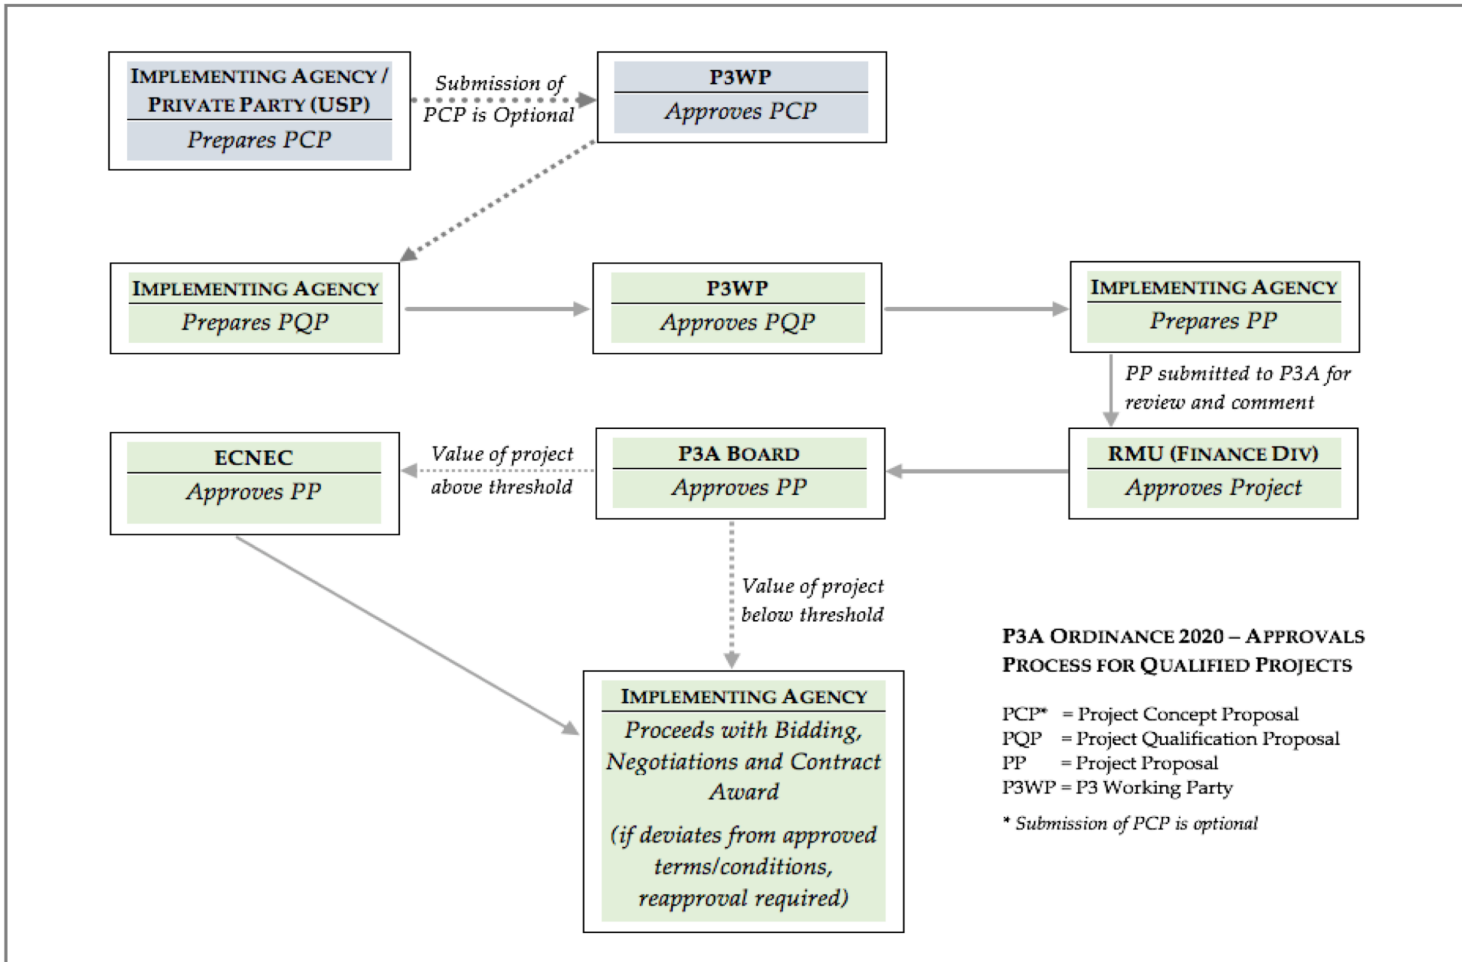 IMPLEMENTING AGENCY /
PRIVATE PARTY (USP)
Prepares PCP
Submission of
PCP is Optional
P3WP
Approves PCP
IMPLEMENTING AGENCY
Prepares PQP
P3WP
Approves PQP
IMPLEMENTING AGENCY
Prepares PP
PP submitted to P3A for
review and comment
RMU (FINANCE DIV)
Approves Project
P3A BOARD
Approves PP
Value of project
above threshold
ECNEC
Approves PP
Value of project
below threshold
IMPLEMENTING AGENCY
Proceeds with Bidding,
Negotiations and Contract
Award
(if deviates from approved
terms/conditions,
reapproval required)
P3A ORDINANCE 2020 – APPROVALS
PROCESS FOR QUALIFIED PROJECTS
PCP* = Project Concept Proposal
PQP = Project Qualification Proposal
PP = Project Proposal
P3WP = P3 Working Party
* Submission of PCP is optional